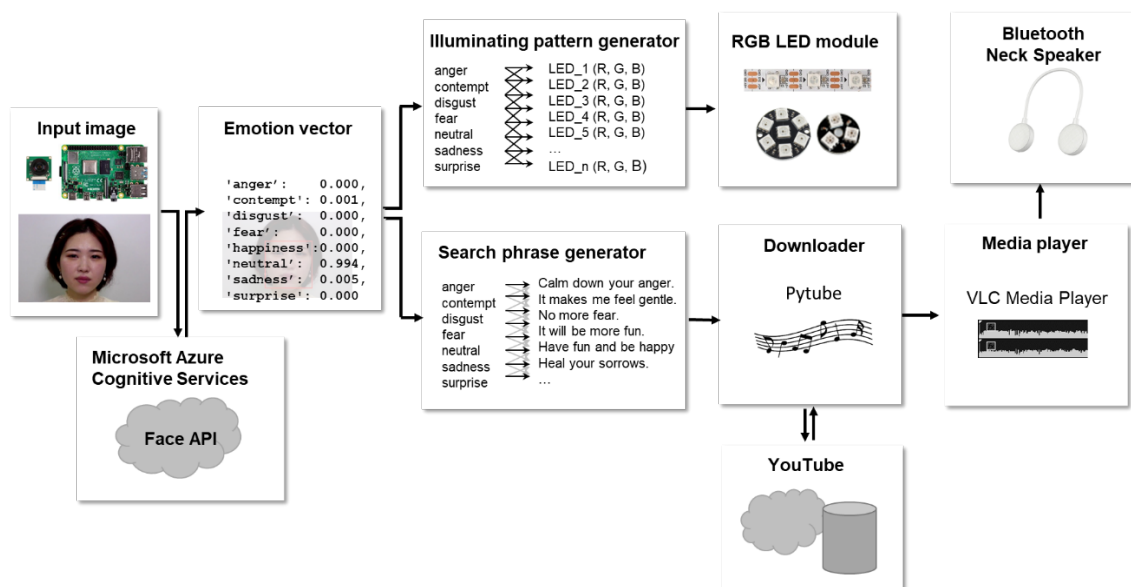 Input image
Microsoft Azure
Cognitive Services
Face API
Emotion vector
'anger': 0.000,
'contempt': 0.001,
'disgust': 0.000,
'fear': 0.000,
'happiness':0.000,
'neutral': 0.994,
'sadness': 0.005,
'surprise': 0.000
Illuminating pattern generator
anger LED_1 (R, G, B)
contempt LED_2 (R, G, B)
disgust LED_3 (R, G, B)
fear LED_4 (R, G, B)
neutral LED_5 (R, G, B)
sadness ...
surprise LED_n (R, G, B)
RGB LED module
Search phrase generator
anger Calm down your anger.
contempt It makes me feel gentle.
disgust No more fear.
fear It will be more fun.
neutral Have fun and be happy
sadness Heal your sorrows.
surprise ...
Downloader
Pytube
YouTube
Media player
VLC Media Player
Bluetooth
Neck Speaker